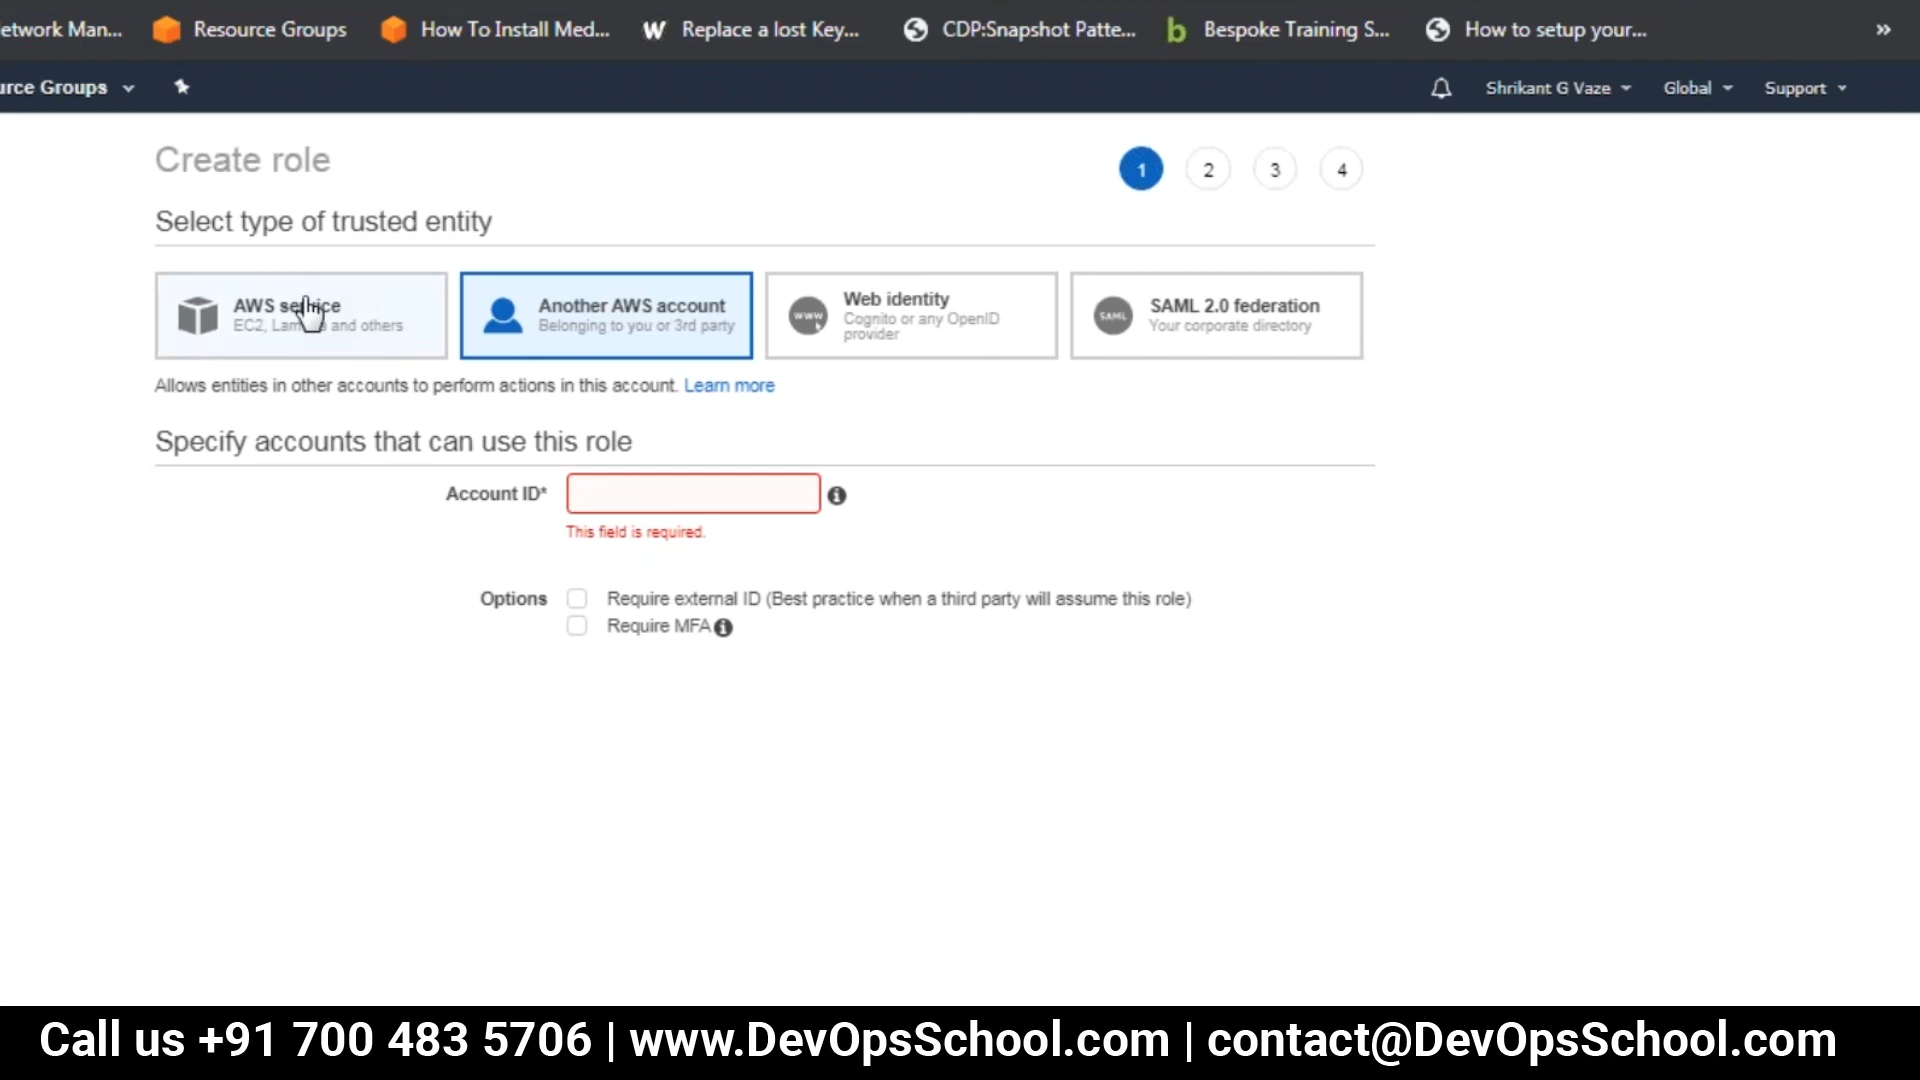 etwork Man... Resource Groups How To Install Med... W Replace a lost Key... CDP:Snapshot Patte... b Bespoke Training S... How to setup your... »
urce Groups Shrikant G Vaze Global Support
Create role 1 2 3 4
Select type of trusted entity
AWS service
EC2, Lambda and others
Another AWS account
Belonging to you or 3rd party
www
Web identity
Cognito or any OpenID
provider
SAML
SAML 2.0 federation
Your corporate directory
Allows entities in other accounts to perform actions in this account. Learn more
Specify accounts that can use this role
Account ID*
This field is required.
Options Require external ID (Best practice when a third party will assume this role)
Require MFA
Call us +91 700 483 5706 | www.DevOpsSchool.com | contact@DevOpsSchool.com